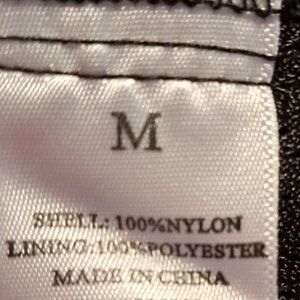 M
SHELL: 100%NYLON
LINING:100%POLYESTER
MADE IN CHINA